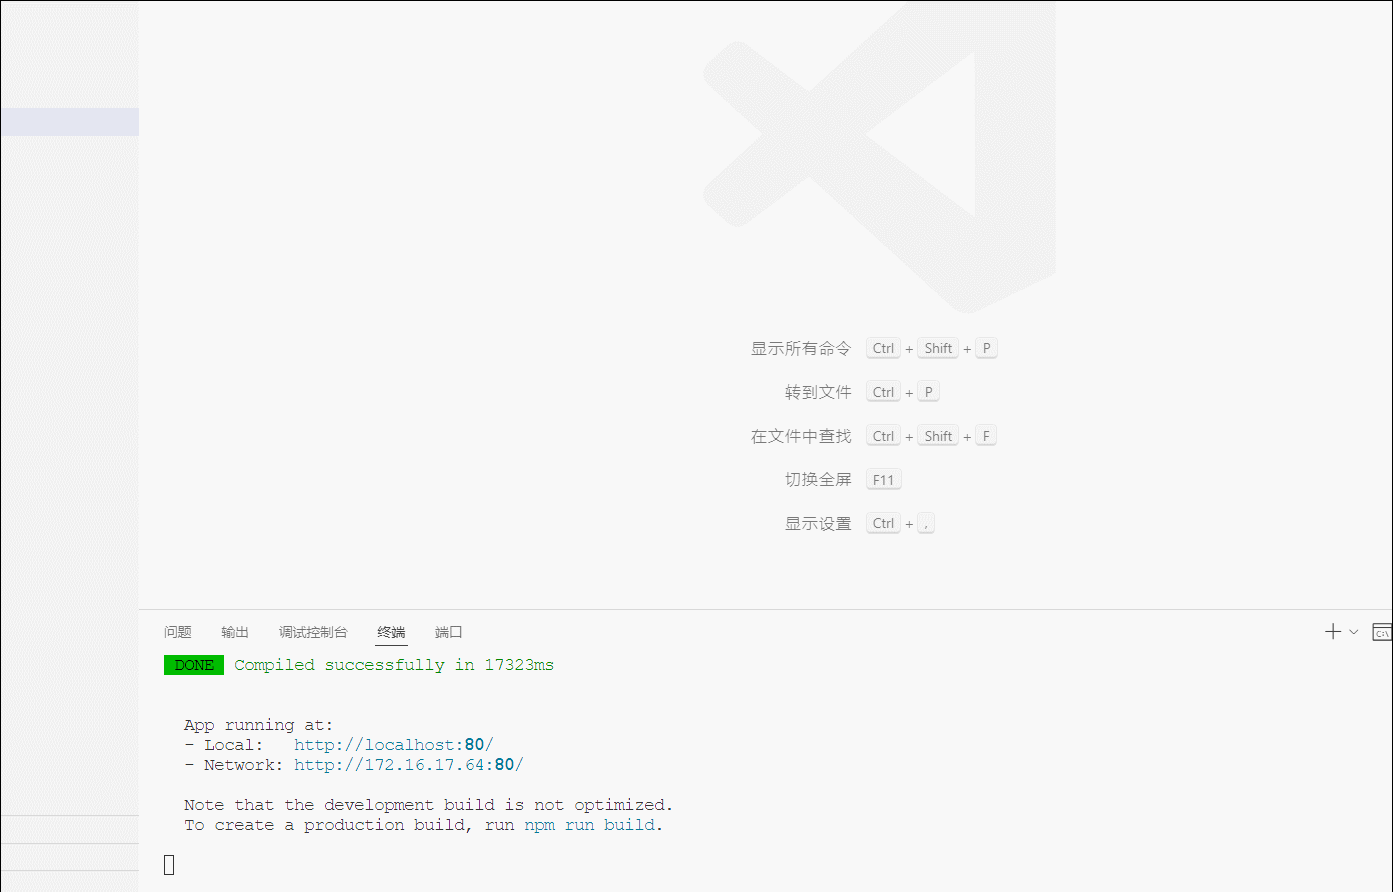 显示所有命令 Ctrl + Shift + P
转到文件 Ctrl + P
在文件中查找 Ctrl + Shift + F
切换全屏 F11
显示设置 Ctrl + ,
问题 输出 调试控制台 终端 端口
DONE Compiled successfully in 17323ms
App running at:
- Local: http://localhost:80/
- Network: http://172.16.17.64:80/
Note that the development build is not optimized.
To create a production build, run npm run build.